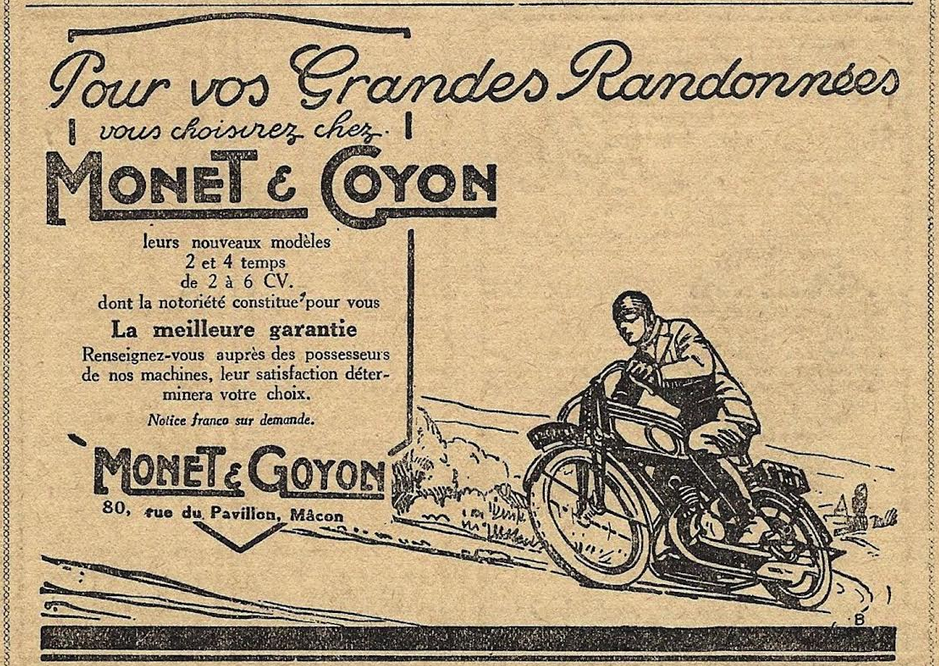 Pour vos Grandes Randonnées
vous choisirez chez
MONET & GOYON
leurs nouveaux modèles
2 et 4 temps
de 2 à 6 CV.
dont la notoriété constitue pour vous
La meilleure garantie
Renseignez-vous auprès des possesseurs
de nos machines, leur satisfaction déter-
minera votre choix.
Notice franco sur demande.
MONET & GOYON
80, rue du Pavillon, Mâcon
B